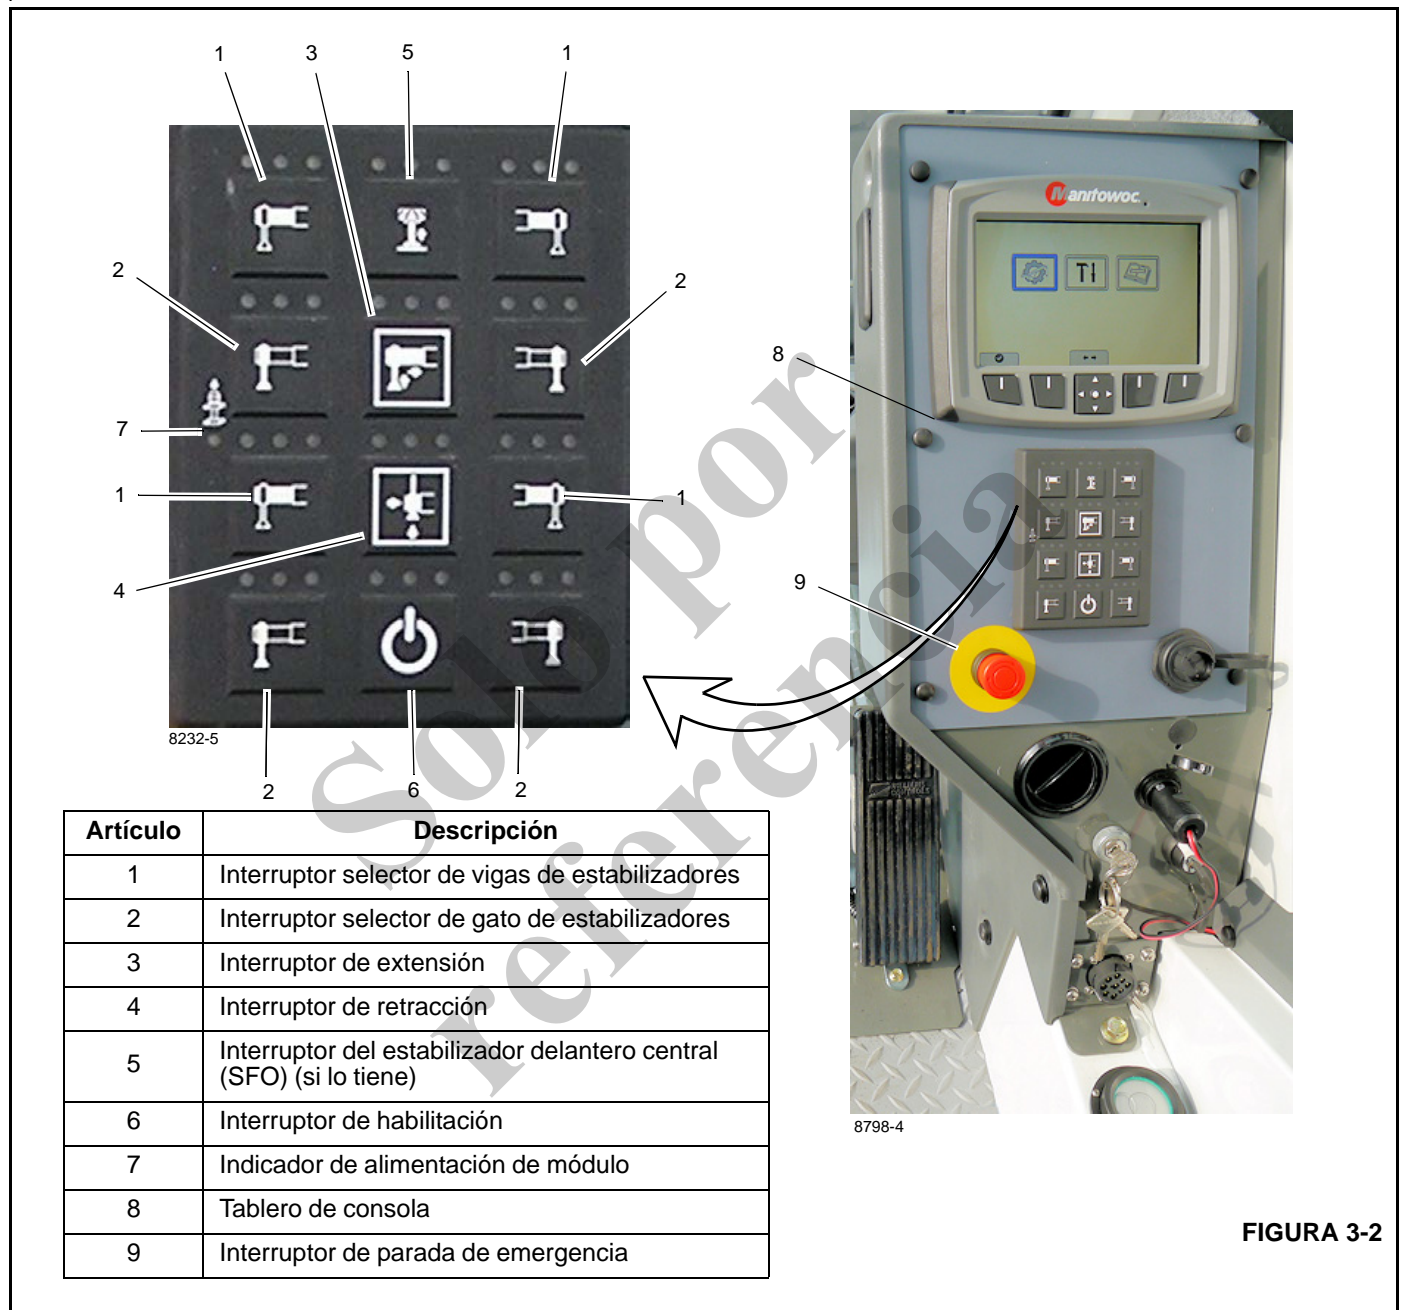 1
3
5
1
2
2
7
1
1
4
2
6
2
8232-5
Manitowoc
8
9
8798-4
Solo por
referencia
Artículo Descripción
1 Interruptor selector de vigas de estabilizadores
2 Interruptor selector de gato de estabilizadores
3 Interruptor de extensión
4 Interruptor de retracción
5 Interruptor del estabilizador delantero central
(SFO) (si lo tiene)
6 Interruptor de habilitación
7 Indicador de alimentación de módulo
8 Tablero de consola
9 Interruptor de parada de emergencia
FIGURA 3-2